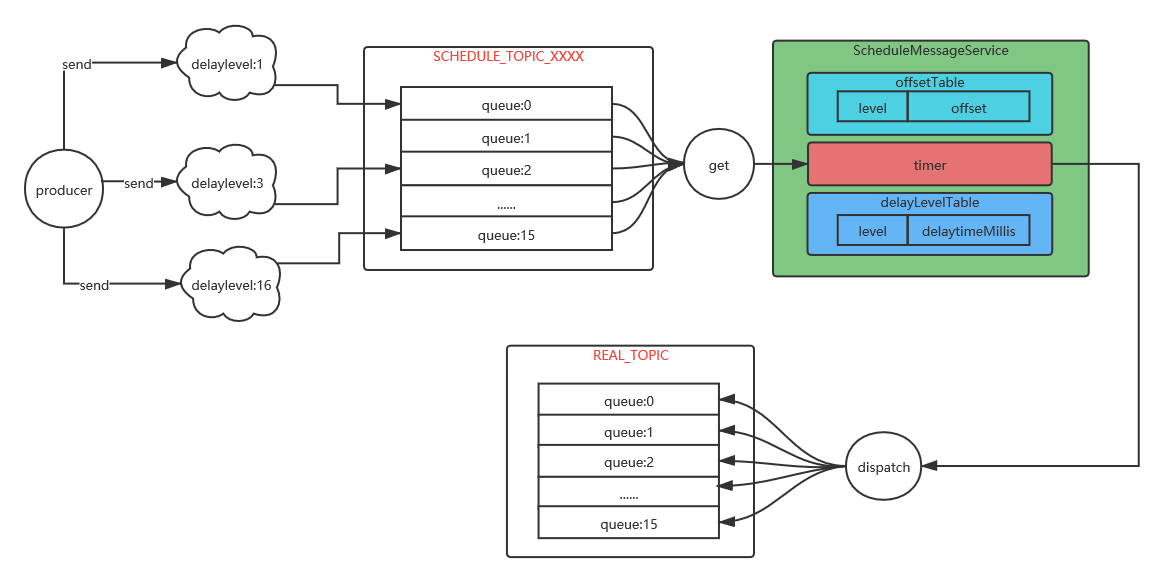 send
delaylevel:1
producer
send
delaylevel:3
send
delaylevel:16
SCHEDULE_TOPIC_XXXX
queue:0
queue:1
queue:2
......
queue:15
get
ScheduleMessageService
offsetTable
level offset
timer
delayLevelTable
level delaytimeMillis
REAL_TOPIC
queue:0
queue:1
queue:2
......
queue:15
dispatch